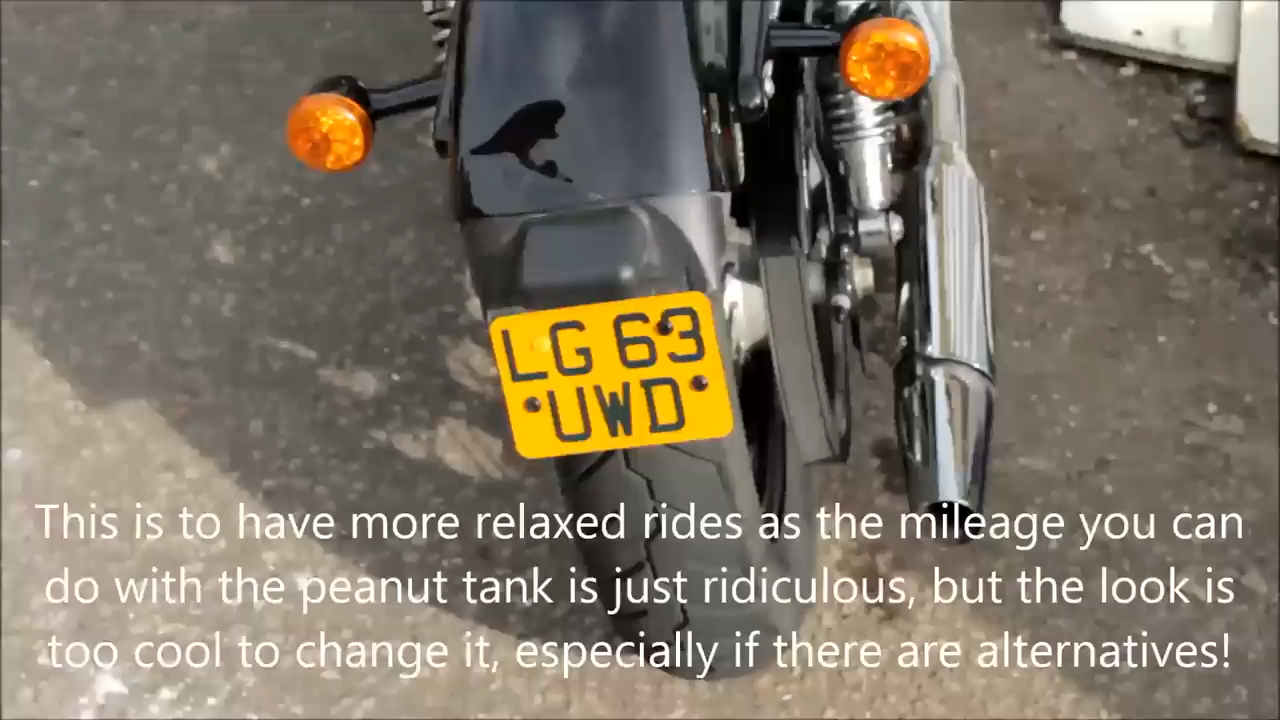 LG 63
UWD
This is to have more relaxed rides as the mileage you can
do with the peanut tank is just ridiculous, but the look is
too cool to change it, especially if there are alternatives!